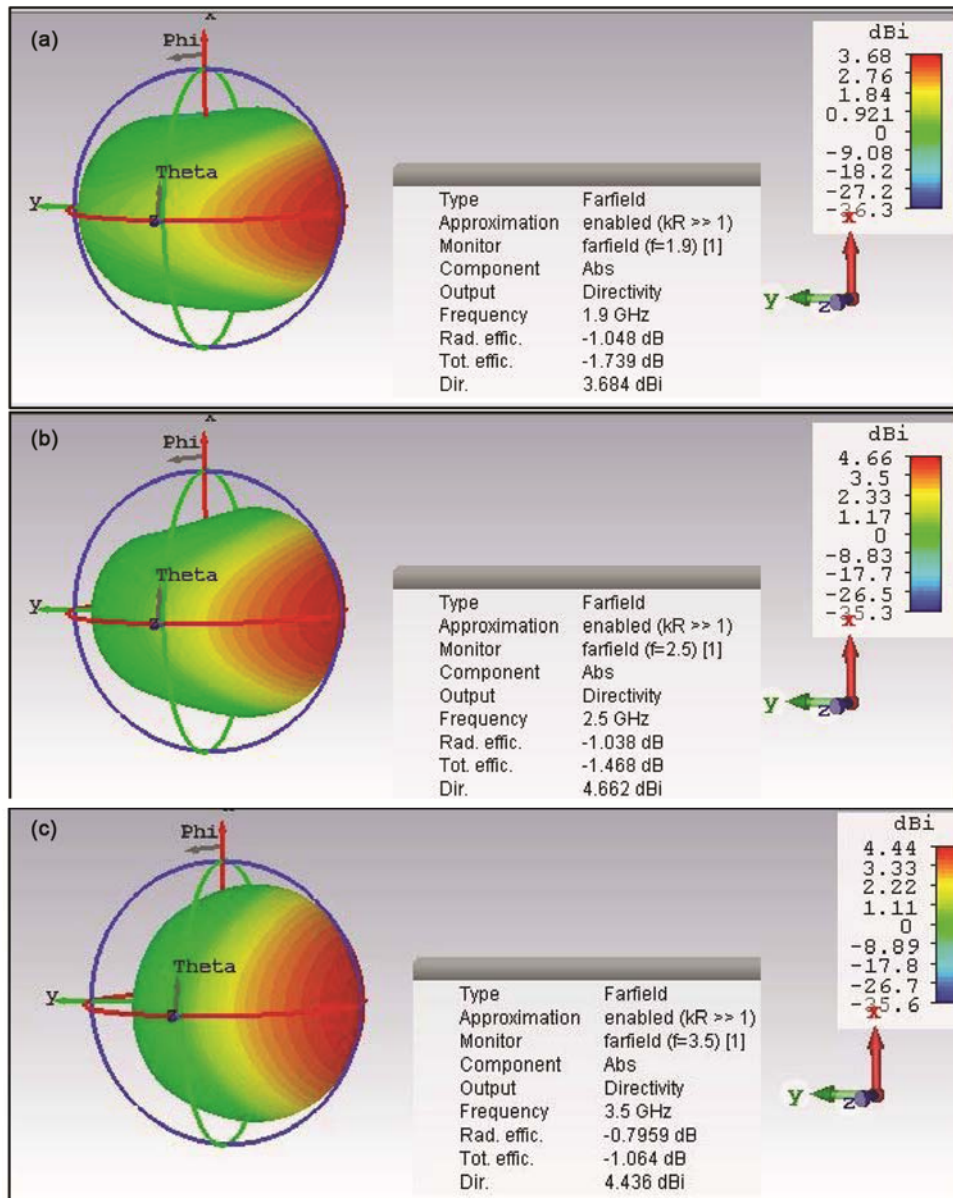 (a)
x
Phi
Theta
y
z
dBi
3.68
2.76
1.84
0.921
0
-9.08
-18.2
-27.2
-36.3
x
y
z
Type Farfield
Approximation enabled (kR >> 1)
Monitor farfield (f=1.9) [1]
Component Abs
Output Directivity
Frequency 1.9 GHz
Rad. effic. -1.048 dB
Tot. effic. -1.739 dB
Dir. 3.684 dBi
(b)
x
Phi
Theta
y
z
dBi
4.66
3.5
2.33
1.17
0
-8.83
-17.7
-26.5
-35.3
x
y
z
Type Farfield
Approximation enabled (kR >> 1)
Monitor farfield (f=2.5) [1]
Component Abs
Output Directivity
Frequency 2.5 GHz
Rad. effic. -1.038 dB
Tot. effic. -1.468 dB
Dir. 4.662 dBi
(c)
Phi
Theta
y
z
dBi
4.44
3.33
2.22
1.11
0
-8.89
-17.8
-26.7
-35.6
x
y
z
Type Farfield
Approximation enabled (kR >> 1)
Monitor farfield (f=3.5) [1]
Component Abs
Output Directivity
Frequency 3.5 GHz
Rad. effic. -0.7959 dB
Tot. effic. -1.064 dB
Dir. 4.436 dBi